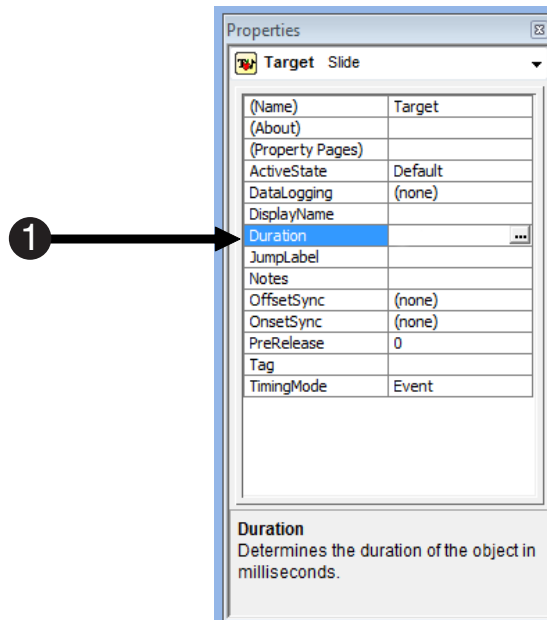 Properties
Target Slide
(Name) Target
(About)
(Property Pages)
ActiveState Default
DataLogging (none)
DisplayName
1
Duration ...
JumpLabel
Notes
OffsetSync (none)
OnsetSync (none)
PreRelease 0
Tag
TimingMode Event
Duration
Determines the duration of the object in
milliseconds.